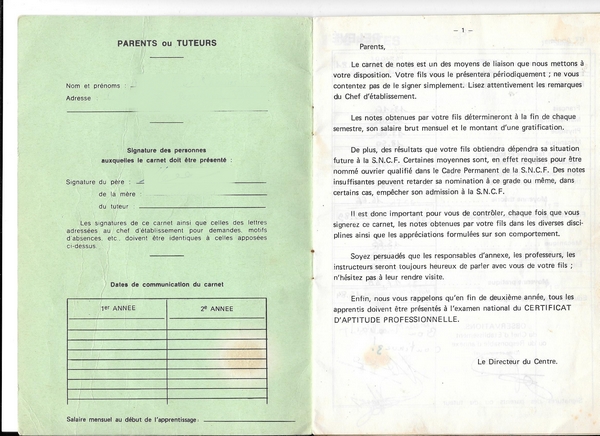 PARENTS ou TUTEURS
Nom et prénoms :
Adresse
Signature des personnes
auxquelles le carnet doit être présenté :
Signature du père :
de la mère
du tuteur
Les signatures de ce carnet ainsi que celles des lettres
adressées au chef d'établissement pour demandes, motifs
d'absences, etc., doivent être identiques à celles apposées
ci-dessus.
Dates de communication du carnet
1er ANNEE 2e ANNEE
Salaire mensuel au début de l'apprentissage :
– 1 –
Parents,
Le carnet de notes est un des moyens de liaison que nous mettons à
votre disposition. Votre fils vous le présentera périodiquement ; ne vous
contentez pas de le signer simplement. Lisez attentivement les remarques
du Chef d'établissement.
Les notes obtenues par votre fils détermineront à la fin de chaque
semestre, son salaire brut mensuel et le montant d'une gratification.
De plus, des résultats que votre fils obtiendra dépendra sa situation
future à la S.N.C.F. Certaines moyennes sont, en effet requises pour être
nommé ouvrier qualifié dans le Cadre Permanent de la S.N.C.F. Des notes
insuffisantes peuvent retarder sa nomination à ce grade ou même, dans
certains cas, empêcher son admission à la S.N.C.F.
Il est donc important pour vous de contrôler, chaque fois que vous
signerez ce carnet, les notes obtenues par votre fils dans les diverses disci-
plines ainsi que les appréciations formulées sur son comportement.
Soyez persuadés que les responsables d'annexe, les professeurs, les
instructeurs seront toujours heureux de parler avec vous de votre fils ;
n'hésitez pas à leur rendre visite.
Enfin, nous vous rappelons qu'en fin de deuxième année, tous les
apprentis doivent être présentés à l'examen national du CERTIFICAT
D'APTITUDE PROFESSIONNELLE.
Le Directeur du Centre.